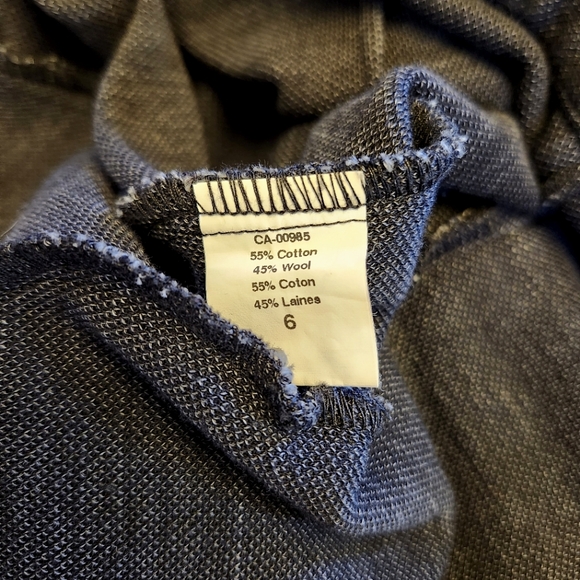 CA-00985
55% Cotton
45% Wool
55% Coton
45% Laines
6